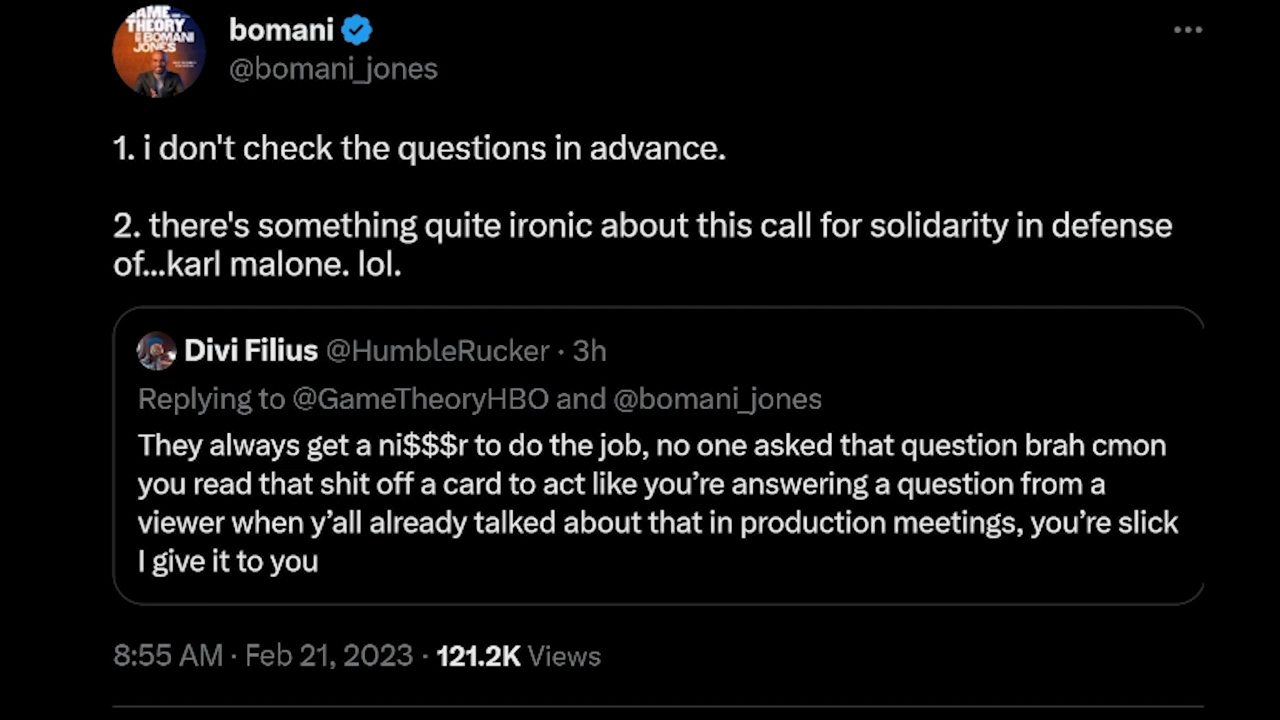 GAME
THEORY
BOMANI
JONES
bomani
@bomani_jones
1. i don't check the questions in advance.
2. there's something quite ironic about this call for solidarity in defense
of...karl malone. lol.
Divi Filius @HumbleRucker · 3h
Replying to @GameTheoryHBO and @bomani_jones
They always get a ni$$$r to do the job, no one asked that question brah cmon
you read that shit off a card to act like you’re answering a question from a
viewer when y’all already talked about that in production meetings, you’re slick
I give it to you
8:55 AM · Feb 21, 2023 · 121.2K Views